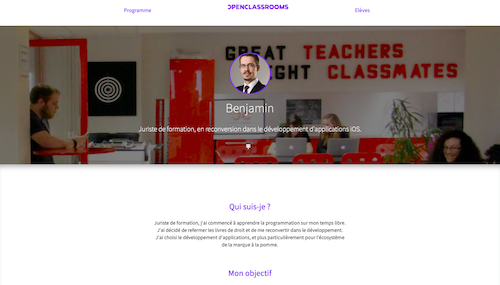 Programme
OPENCLASSROOMS
Elèves
GREAT TEACHERS
IGHT CLASSMATES
Benjamin
Juriste de formation, en reconversion dans le développement d'applications iOS.
Qui suis-je ?
Juriste de formation, j'ai commencé à apprendre la programmation sur mon temps libre.
J'ai décidé de refermer les livres de droit et de me reconvertir dans le développement.
J'ai choisi le développement d'applications, et plus particulièrement pour l'écosystème
de la marque à la pomme.
Mon objectif